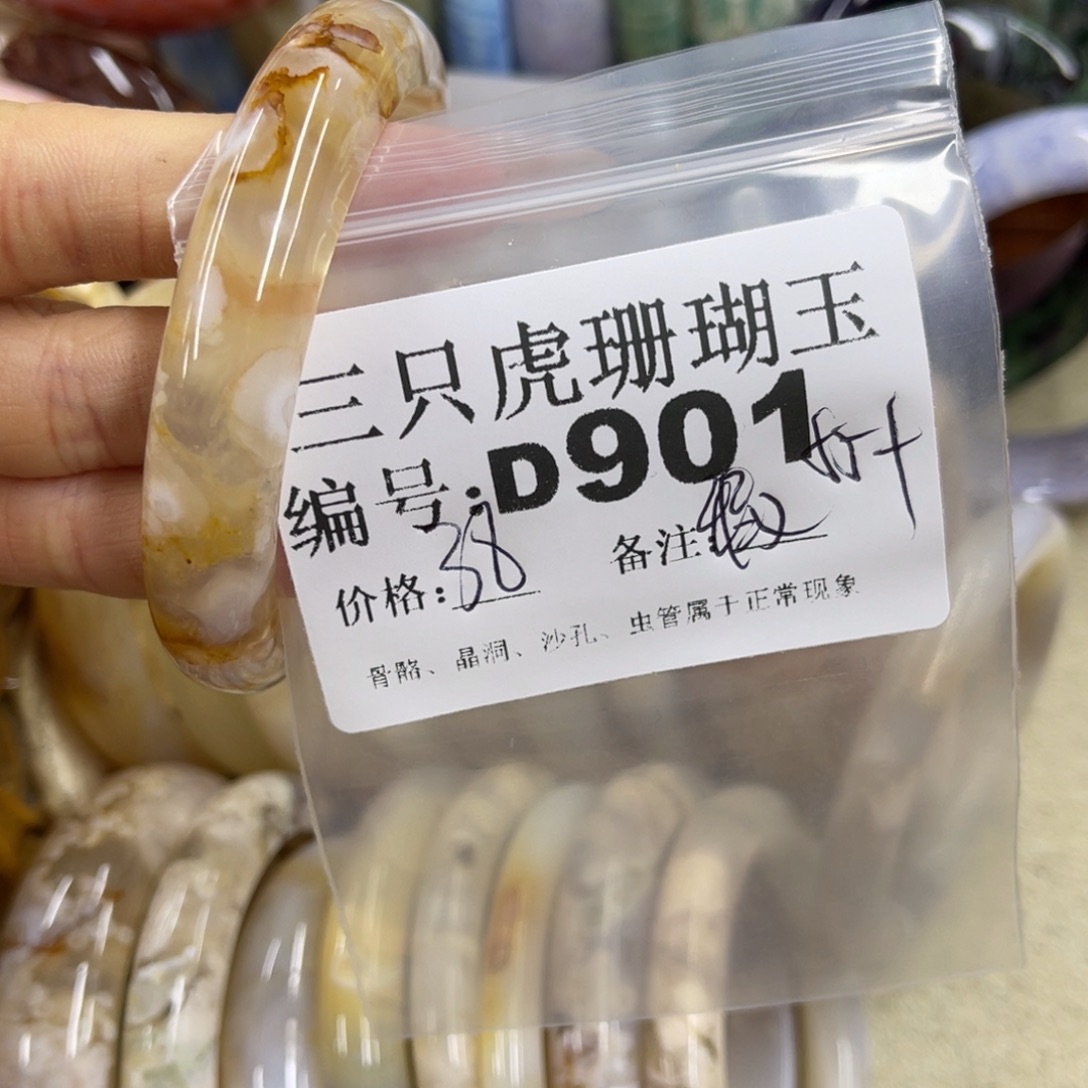 三只虎珊瑚玉
编号:D901
价格:38 备注:
骨骼、晶洞、沙孔、虫管属于正常现象